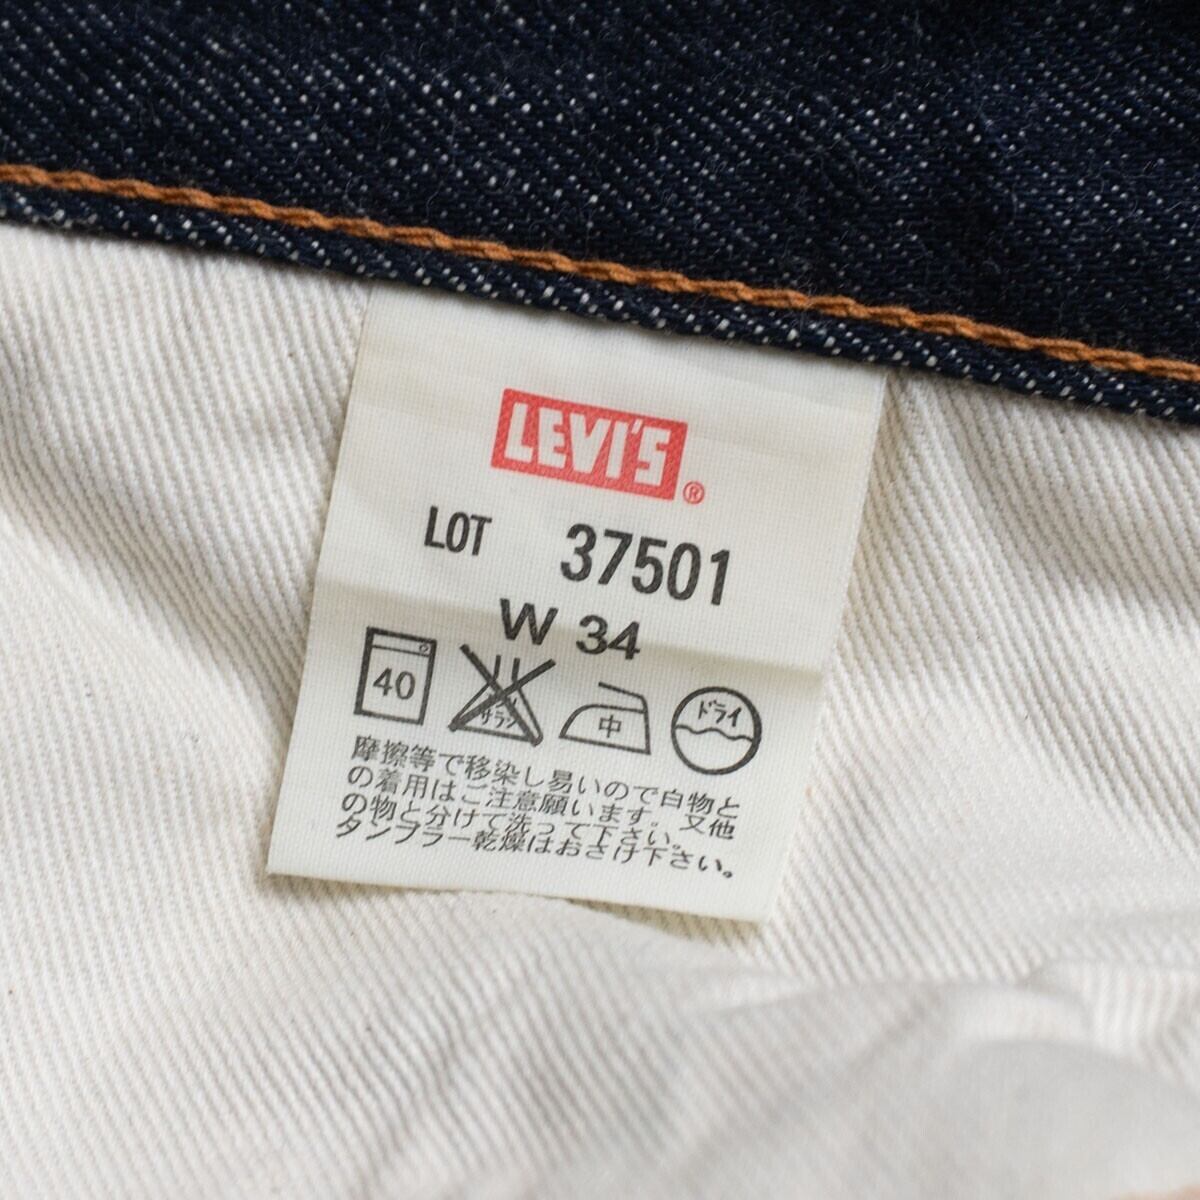 LEVI'S®
LOT 37501
W 34
40 サラシ 中 ドライ
摩擦等で移染し易いので白物と
の着用はご注意願います。又他
の物と分けて洗って下さい。
タンブラー乾燥はおさけ下さい。